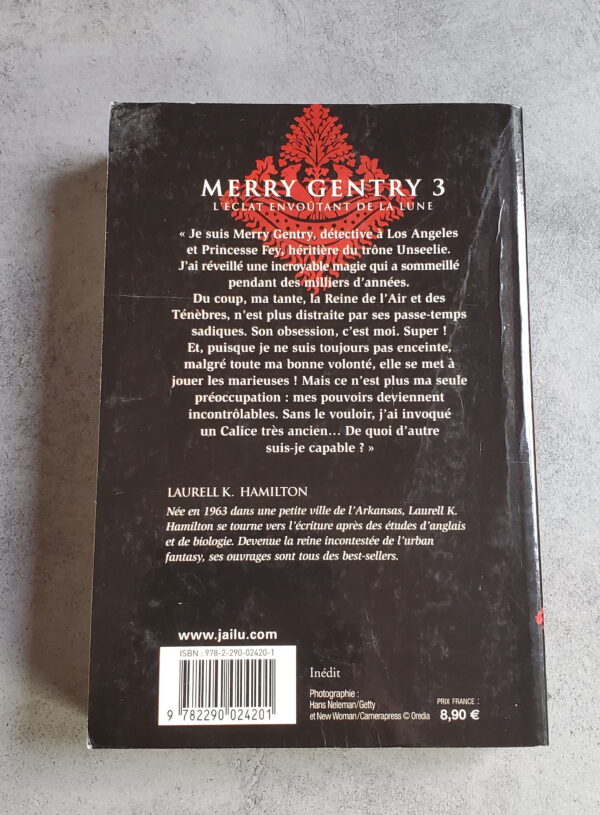 MERRY GENTRY 3
L'ÉCLAT ENVOÛTANT DE LA LUNE
« Je suis Merry Gentry, détective à Los Angeles
et Princesse Fey, héritière du trône Unseelie.
J'ai réveillé une incroyable magie qui a sommeillé
pendant des milliers d'années.
Du coup, ma tante, la Reine de l'Air et des
Ténèbres, n'est plus distraite par ses passe-temps
sadiques. Son obsession, c'est moi. Super !
Et, puisque je ne suis toujours pas enceinte,
malgré toute ma bonne volonté, elle se met à
jouer les marieuses ! Mais ce n'est plus ma seule
préoccupation : mes pouvoirs deviennent
incontrôlables. Sans le vouloir, j'ai invoqué
un Calice très ancien... De quoi d'autre
suis-je capable ? »
LAURELL K. HAMILTON
Née en 1963 dans une petite ville de l'Arkansas, Laurell K.
Hamilton se tourne vers l'écriture après des études d'anglais
et de biologie. Devenue la reine incontestée de l'urban
fantasy, ses ouvrages sont tous des best-sellers.
www.jailu.com
ISBN : 978-2-290-02420-1
9 782290 024201
Inédit
Photographie :
Hans Neleman/Getty
et New Woman/Camerapress © Oredia
PRIX FRANCE :
8,90 €